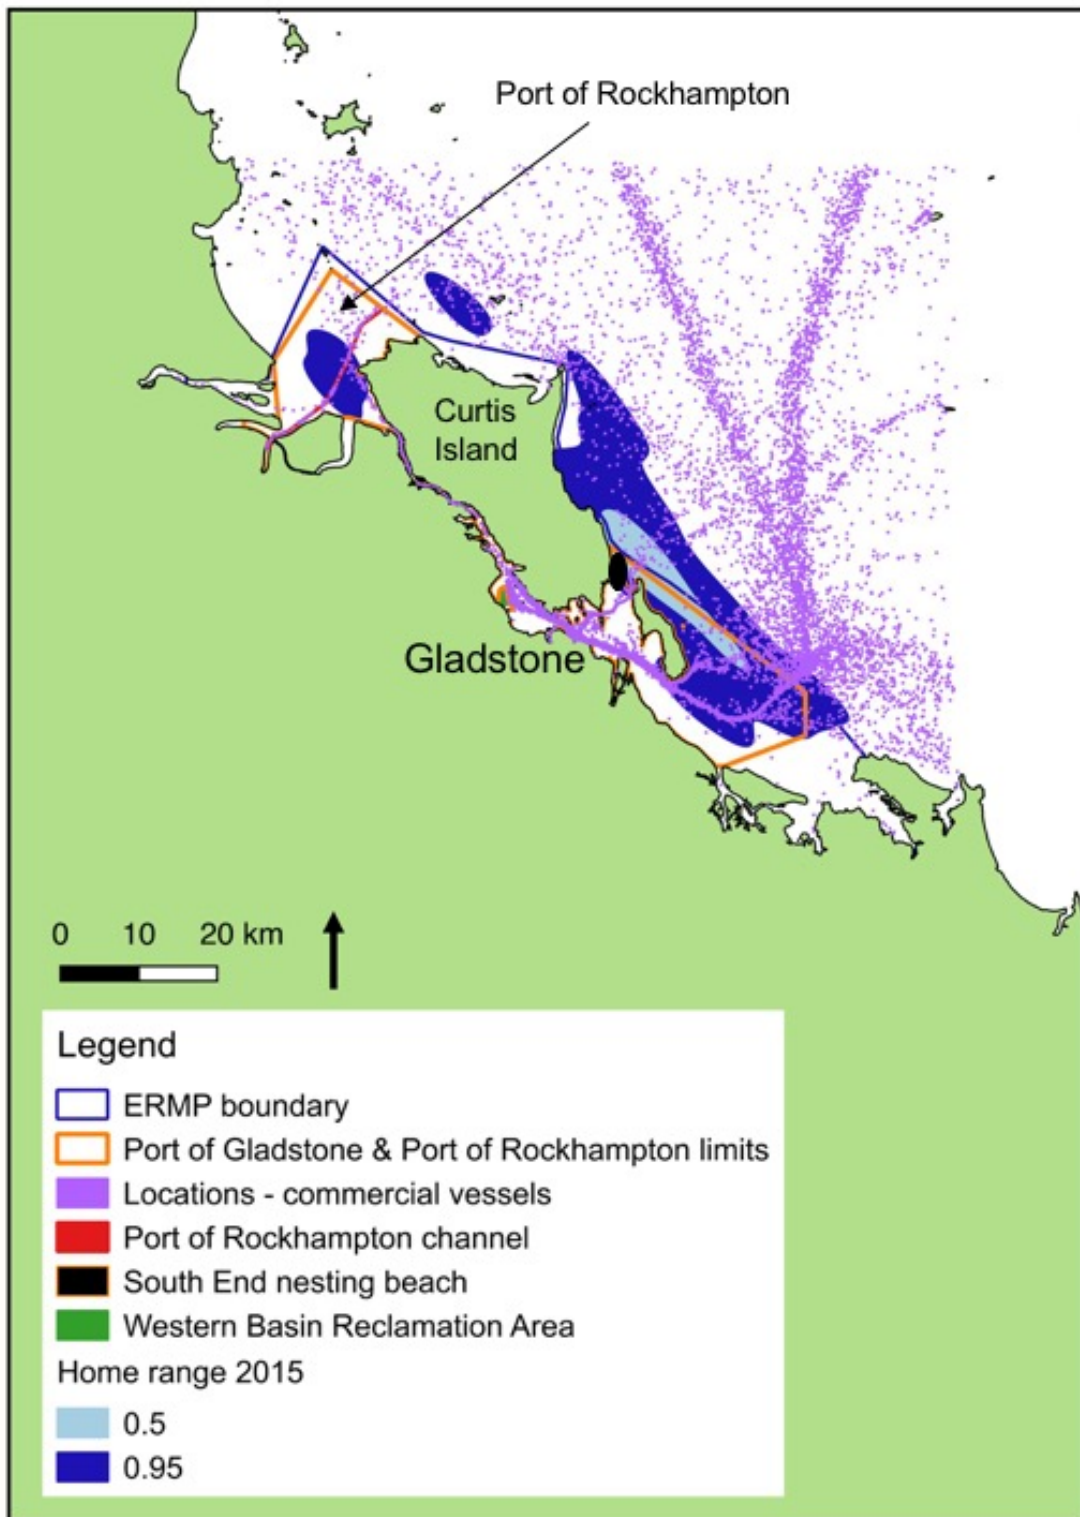 Port of Rockhampton
Curtis
Island
Gladstone
0 10 20 km
Legend
ERMP boundary
Port of Gladstone & Port of Rockhampton limits
Locations - commercial vessels
Port of Rockhampton channel
South End nesting beach
Western Basin Reclamation Area
Home range 2015
0.5
0.95